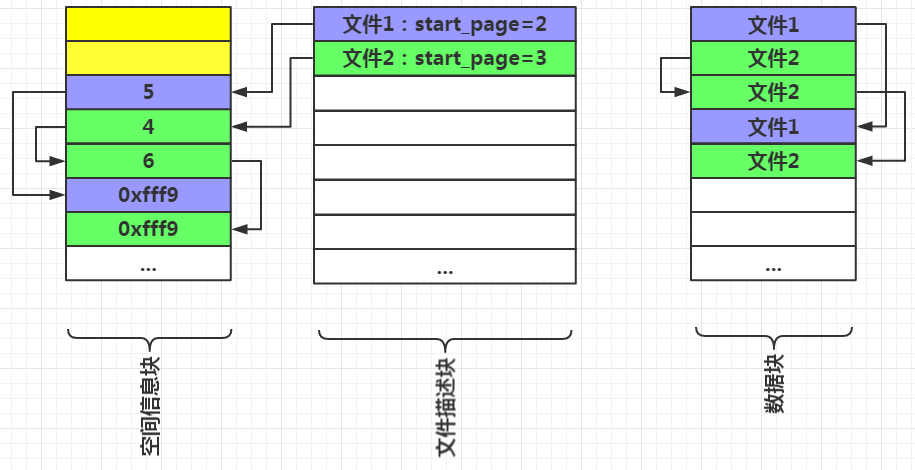 5
4
6
0xfff9
0xfff9
...
空间信息块
文件1：start_page=2
文件2：start_page=3
...
文件描述块
文件1
文件2
文件2
文件1
文件2
...
数据块